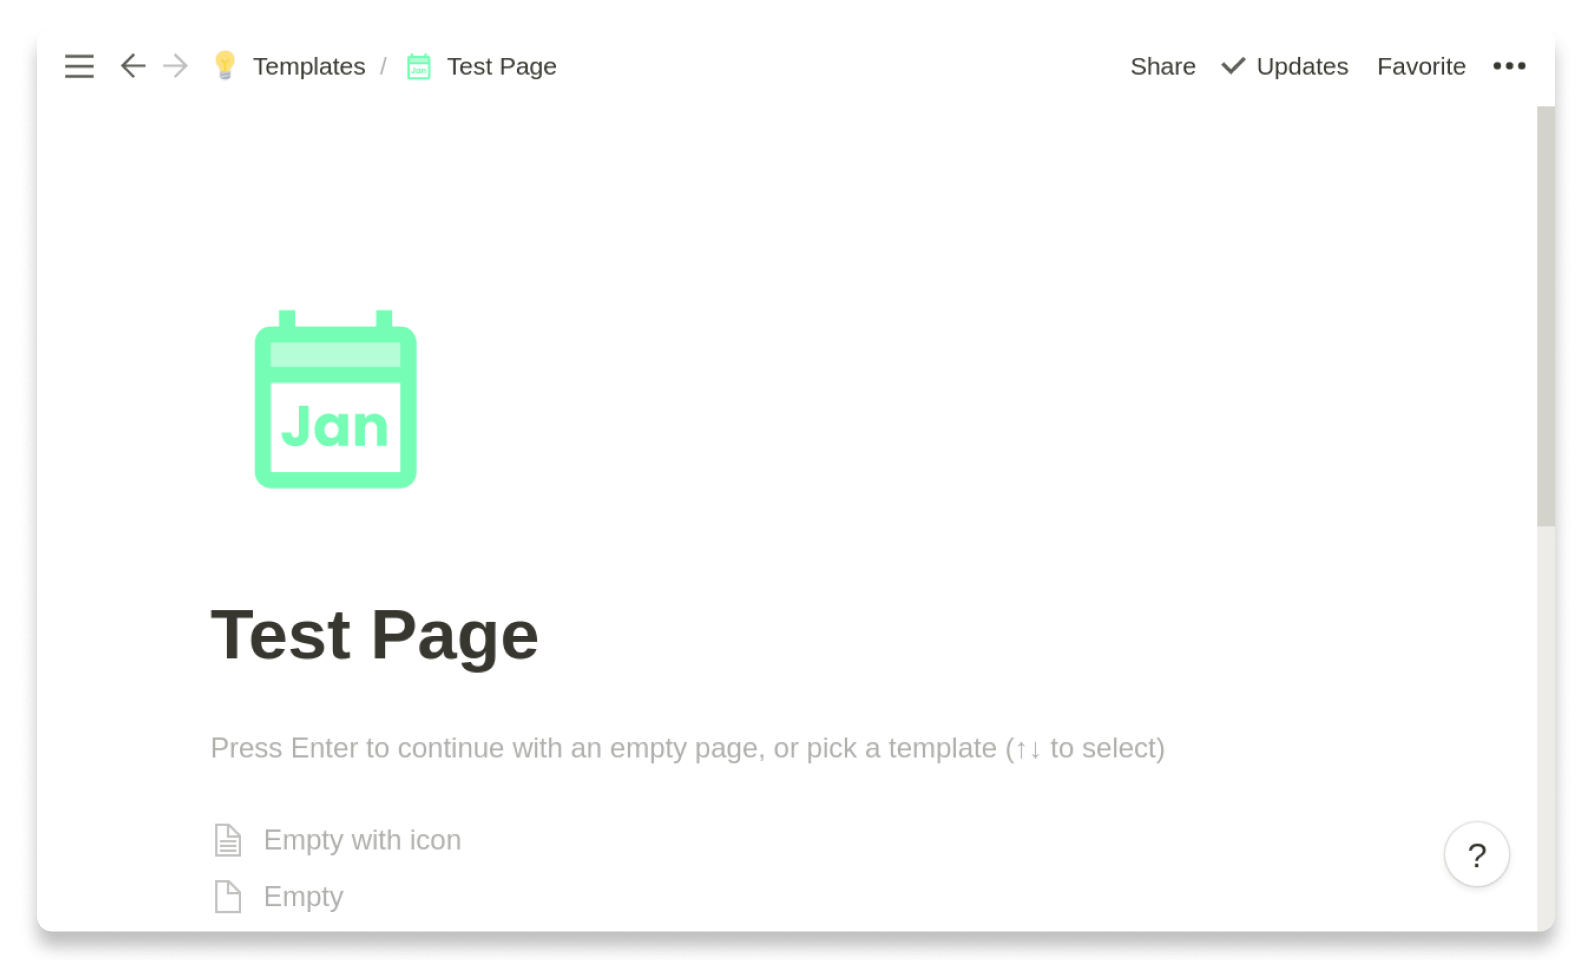 Templates / Jan Test Page Share Updates Favorite •••
Jan
Test Page
Press Enter to continue with an empty page, or pick a template (↑↓ to select)
Empty with icon
?
Empty